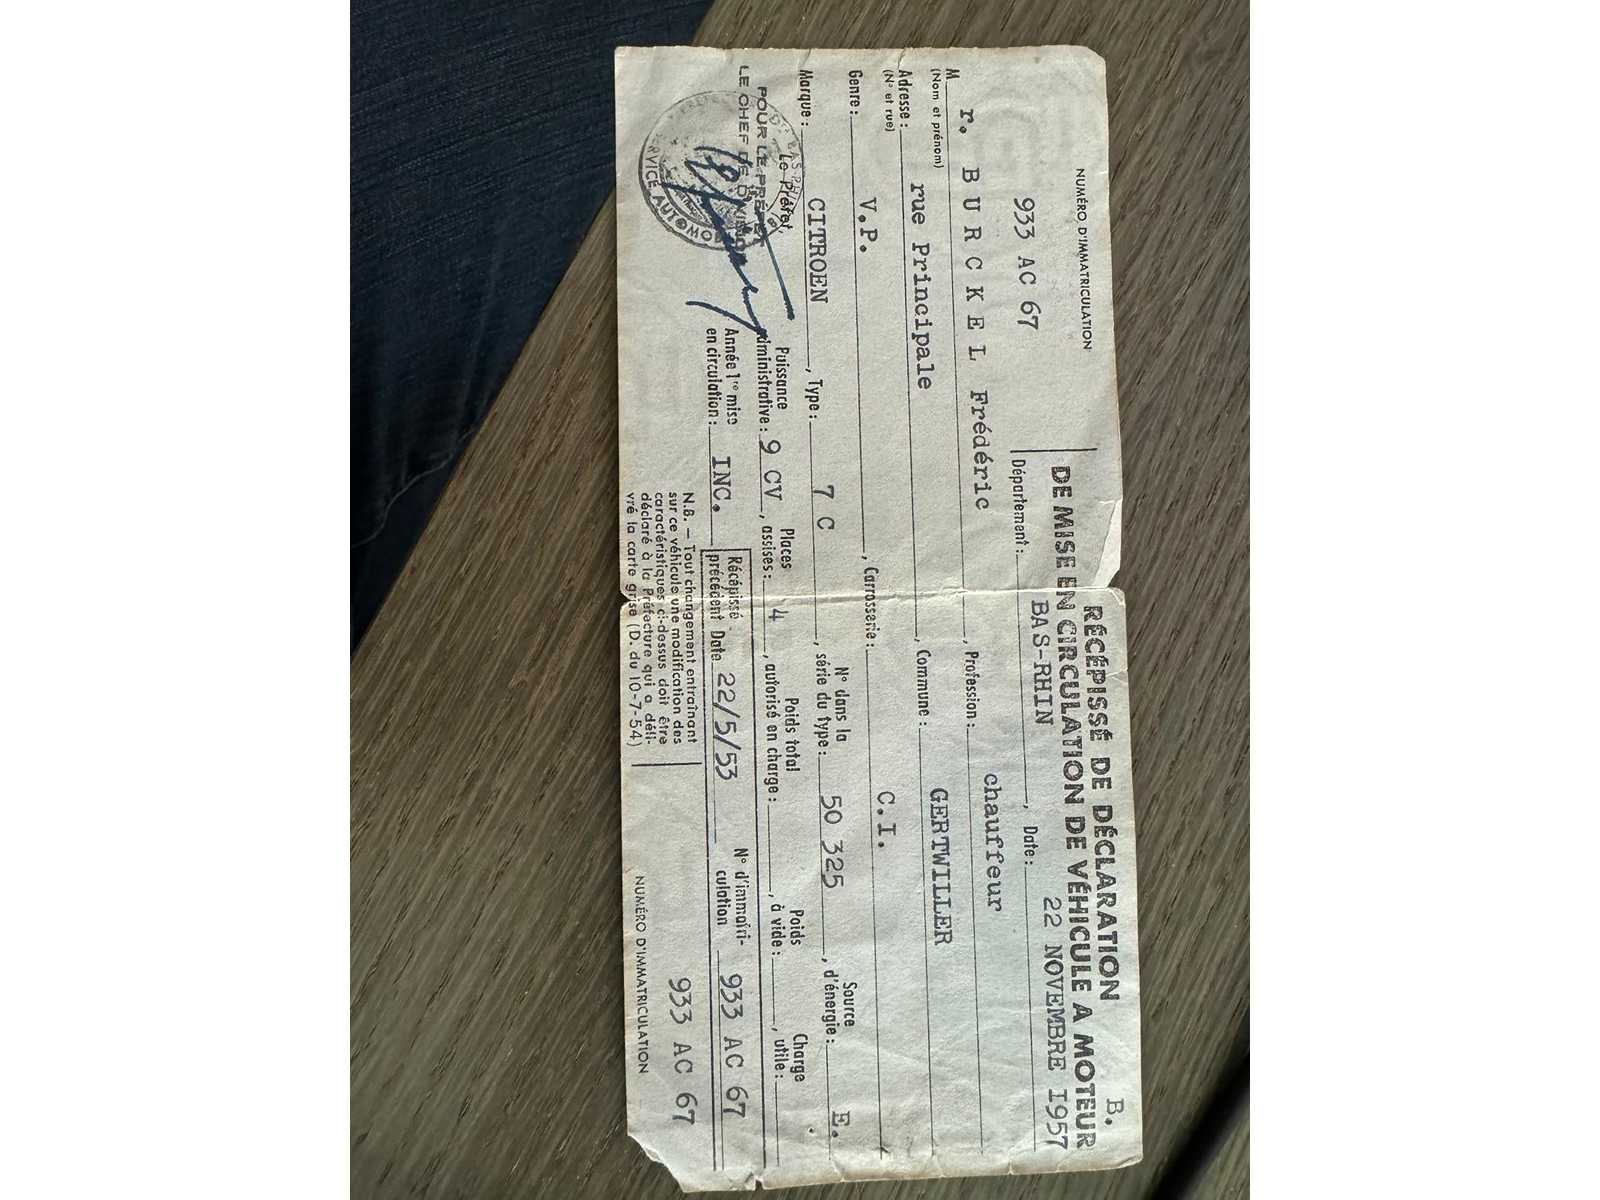 B.
NUMÉRO D'IMMATRICULATION
933 AC 67
RÉCÉPISSÉ DE DÉCLARATION
DE MISE EN CIRCULATION DE VÉHICULE A MOTEUR
Département : BAS-RHIN, Date : 22 NOVEMBRE 1957
M r. BURCKEL Frédéric, Profession : chauffeur
(Nom et prénom)
Adresse : rue Principale, Commune : GERTWILLER
(N° et rue)
Genre : V.P., Carrosserie : C.I.
Marque : CITROEN, Type : 7 C, N° dans la série du type : 50 325, Source d'énergie : E.
Le Préfet,
POUR LE PRÉFET
LE CHEF DE DIVISION
SERVICE AUTOMO
Puissance administrative : 9 CV, Places assises : 4, Poids total autorisé en charge : , Poids à vide : , Charge utile :
Année 1re mise en circulation : INC.
Récépissé précédent Date 22/5/53 N° d'immatriculation 933 AC 67
N.B. — Tout changement entraînant
sur ce véhicule une modification des
caractéristiques ci-dessus doit être
déclaré à la Préfecture qui a déli-
vré la carte grise (D. du 10-7-54)
933 AC 67
NUMÉRO D'IMMATRICULATION